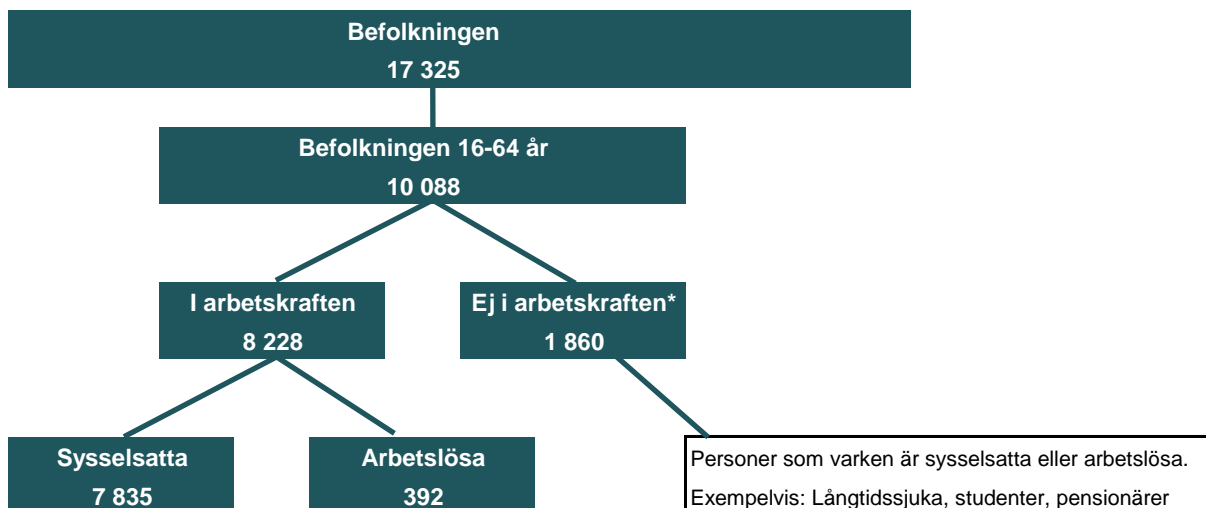 Befolkningen
17 325
Befolkningen 16-64 år
10 088
I arbetskraften
8 228
Ej i arbetskraften*
1 860
Sysselsatta
7 835
Arbetslösa
392
Personer som varken är sysselsatta eller arbetslösa.
Exempelvis: Långtidssjuka, studenter, pensionärer